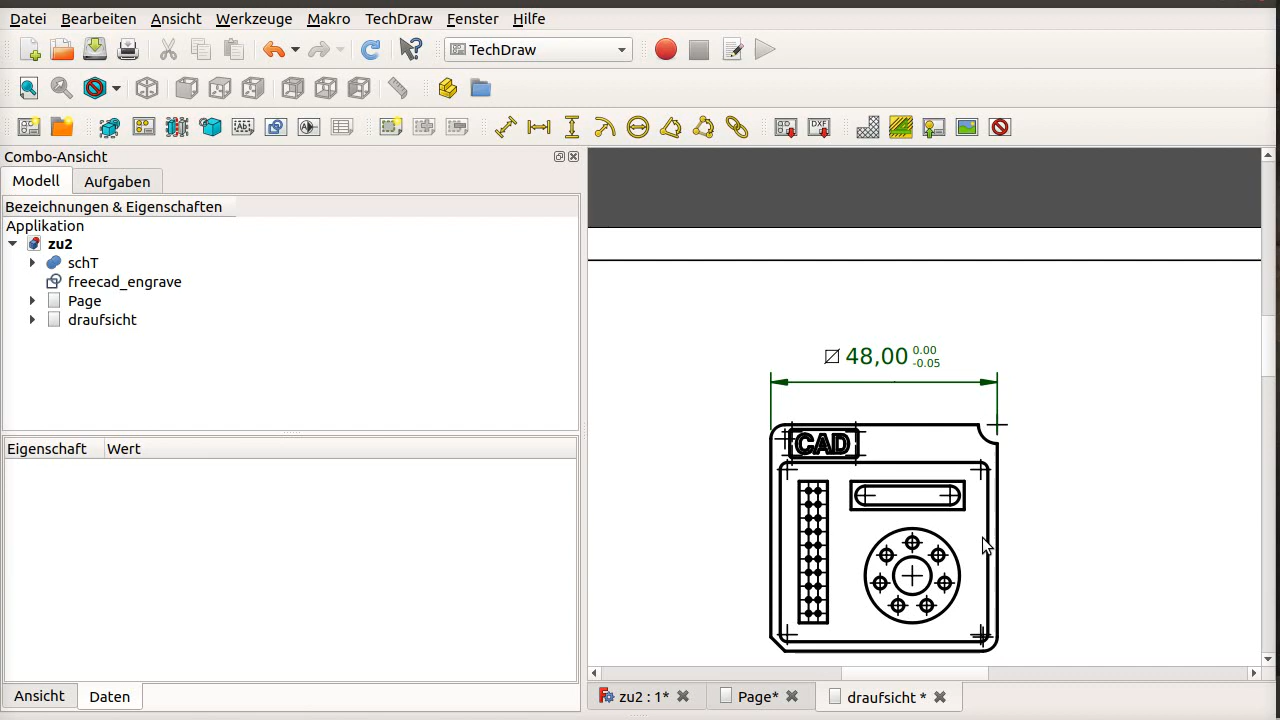 Datei Bearbeiten Ansicht Werkzeuge Makro TechDraw Fenster Hilfe
TechDraw
Combo-Ansicht
Modell Aufgaben
Bezeichnungen & Eigenschaften
Applikation
zu2
schT
freecad_engrave
Page
draufsicht
Eigenschaft Wert
Ansicht Daten
48,00 0.00
-0.05
CAD
zu2 : 1* Page* draufsicht *